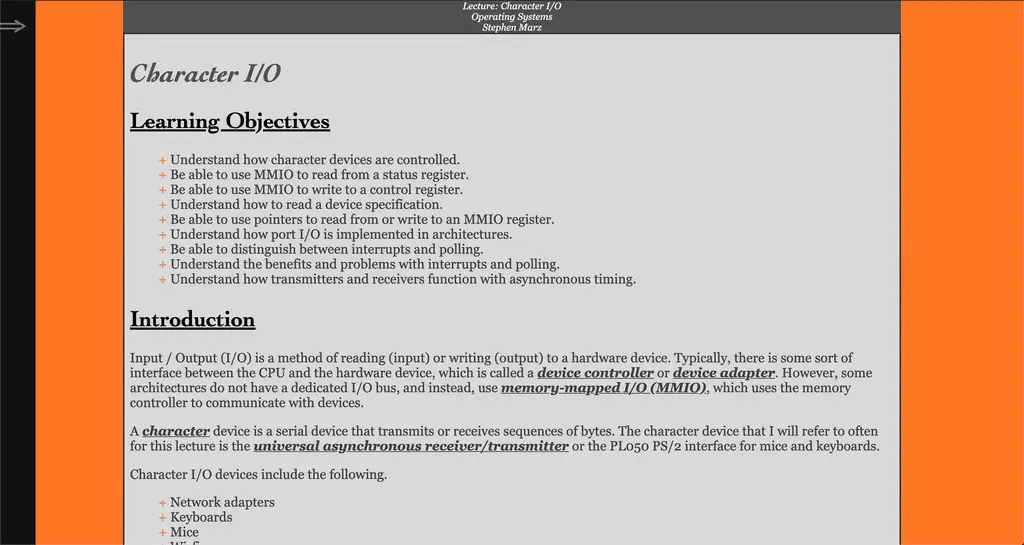 Lecture: Character I/O
Operating Systems
Stephen Marz
⇒
Character I/O
Learning Objectives
+ Understand how character devices are controlled.
+ Be able to use MMIO to read from a status register.
+ Be able to use MMIO to write to a control register.
+ Understand how to read a device specification.
+ Be able to use pointers to read from or write to an MMIO register.
+ Understand how port I/O is implemented in architectures.
+ Be able to distinguish between interrupts and polling.
+ Understand the benefits and problems with interrupts and polling.
+ Understand how transmitters and receivers function with asynchronous timing.
Introduction
Input / Output (I/O) is a method of reading (input) or writing (output) to a hardware device. Typically, there is some sort of
interface between the CPU and the hardware device, which is called a device controller or device adapter. However, some
architectures do not have a dedicated I/O bus, and instead, use memory-mapped I/O (MMIO), which uses the memory
controller to communicate with devices.
A character device is a serial device that transmits or receives sequences of bytes. The character device that I will refer to often
for this lecture is the universal asynchronous receiver/transmitter or the PL050 PS/2 interface for mice and keyboards.
Character I/O devices include the following.
+ Network adapters
+ Keyboards
+ Mice